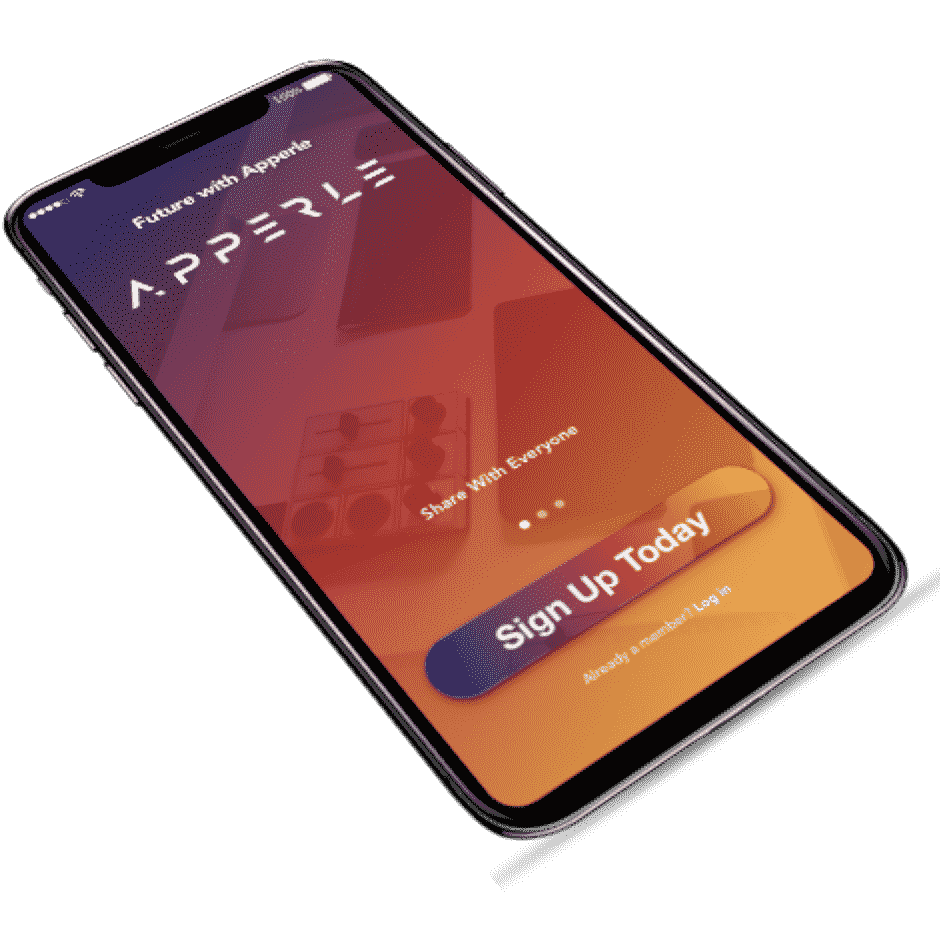 100%
Future with Apperle
APPERLE
Share With Everyone
Sign Up Today
Already a member? Log in